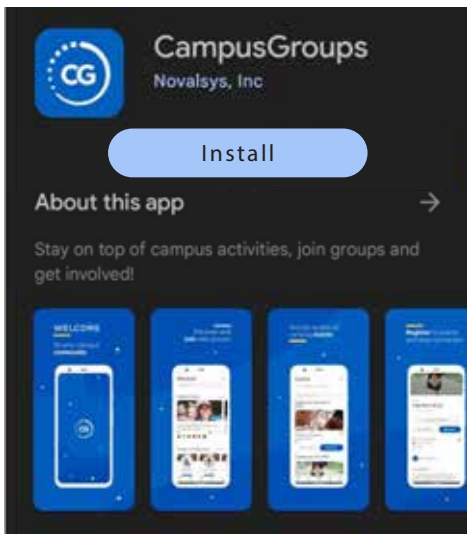 CG
CampusGroups
Novalsys, Inc
Install
About this app
Stay on top of campus activities, join groups and
get involved!
WELCOME
community
CG